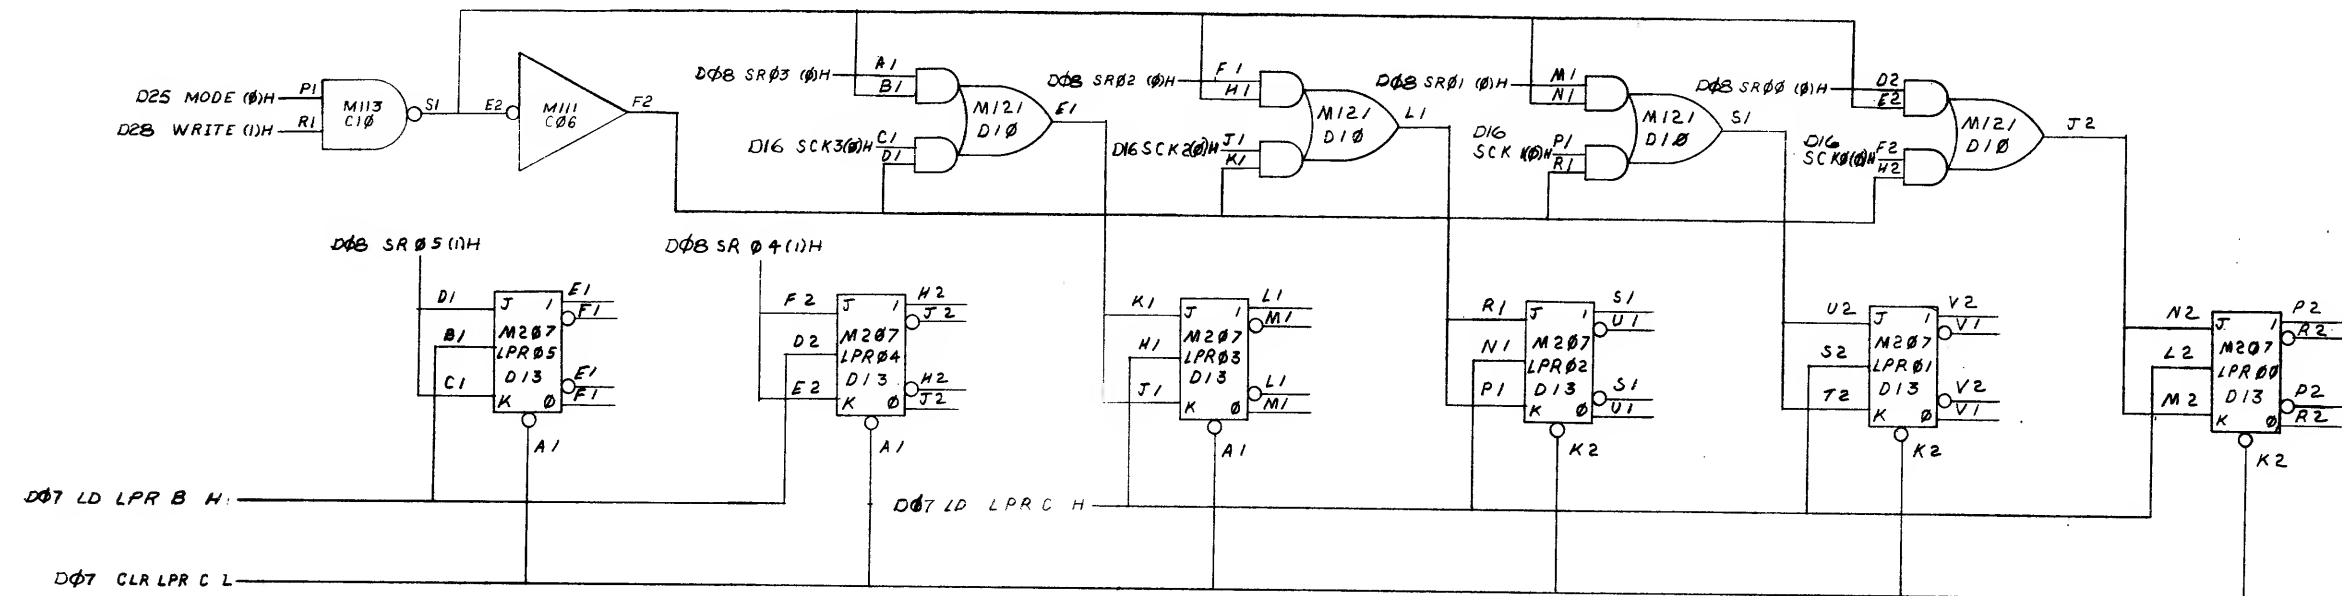 D25 MODE (Ø)H
P1
D28 WRITE (1)H
R1
M113
C1Ø
S1
E2
M111
CØ6
F2
DØ8 SRØ3 (Ø)H
A1
B1
D16 SCK3(Ø)H
C1
D1
M121
D1Ø
E1
DØ8 SRØ2 (Ø)H
F1
H1
D16 SCK2(Ø)H
J1
K1
M121
D1Ø
L1
DØ8 SRØ1 (Ø)H
M1
N1
D16
SCK 1(Ø)H
P1
R1
M121
D1Ø
S1
DØ8 SRØØ (Ø)H
D2
E2
D16
SCKØ(Ø)H
F2
H2
M121
D1Ø
J2
DØ8 SR Ø5(1)H
D1
B1
C1
J 1
M2Ø7
LPRØ5
D13
K Ø
E1
F1
E1
F1
A1
DØ8 SR Ø4(1)H
F2
D2
E2
J 1
M2Ø7
LPRØ4
D13
K Ø
H2
J2
H2
J2
A1
K1
H1
J1
J 1
M2Ø7
LPRØ3
D13
K Ø
L1
M1
L1
M1
A1
R1
N1
P1
J 1
M2Ø7
LPRØ2
D13
K Ø
S1
U1
S1
U1
K2
U2
S2
T2
J 1
M2Ø7
LPRØ1
D13
K Ø
V2
V1
V2
V1
K2
N2
L2
M2
J 1
M2Ø7
LPRØØ
D13
K Ø
P2
R2
P2
R2
K2
DØ7 LD LPR B H
DØ7 LD LPR C H
DØ7 CLR LPR C L